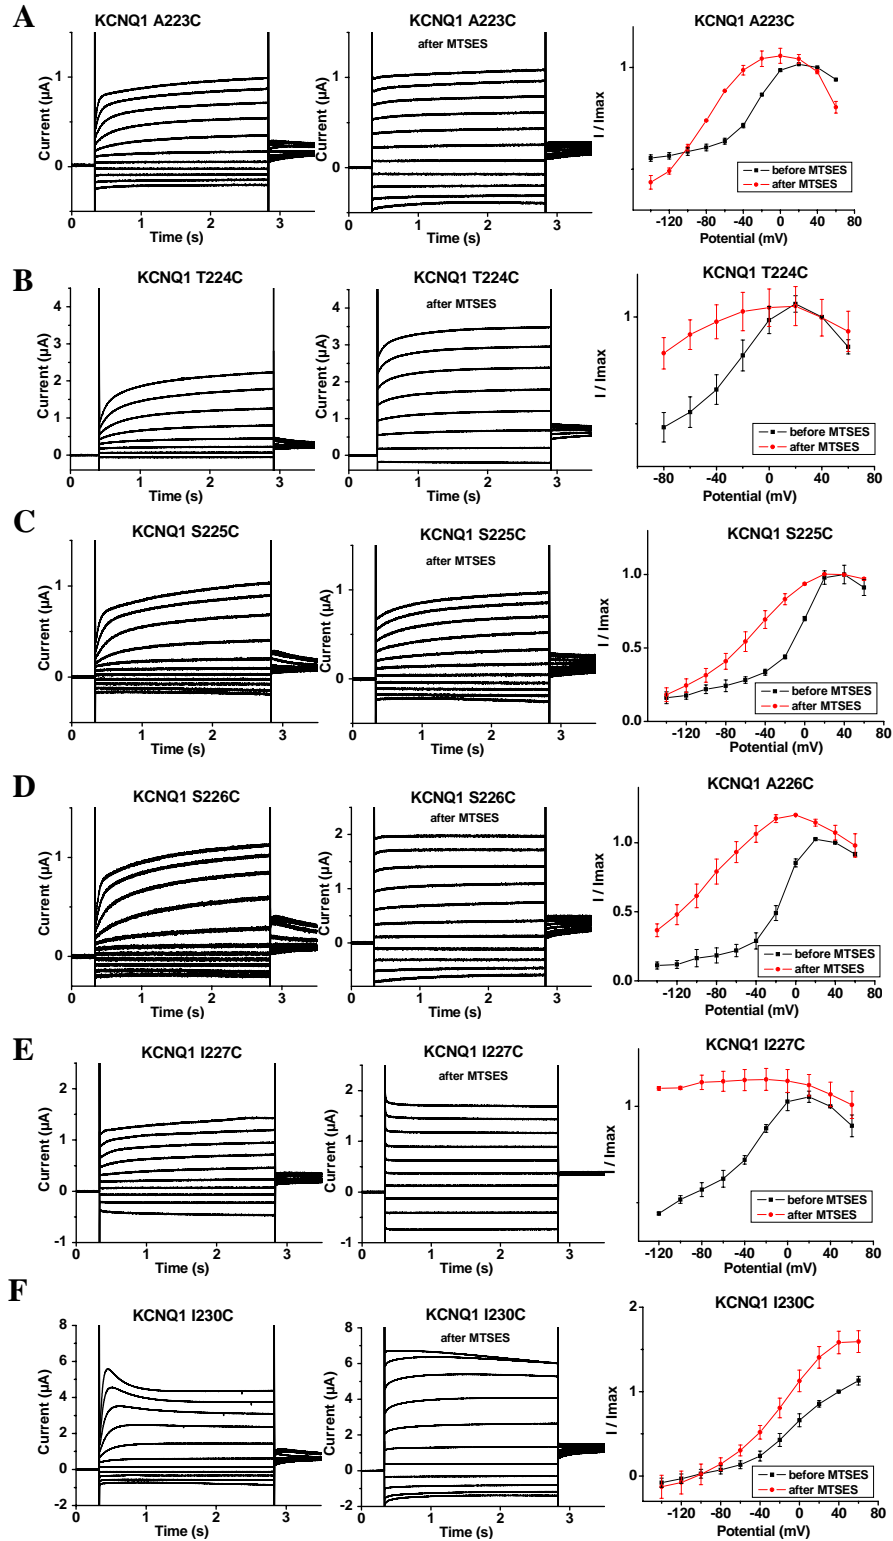 A
KCNQ1 A223C
KCNQ1 A223C
after MTSES
KCNQ1 A223C
Current (µA)
1
0
0 1 2 3
Time (s)
Current (µA)
1
0
0 1 2 3
Time (s)
I / Imax
1
before MTSES
after MTSES
-120 -80 -40 0 40 80
Potential (mV)
B
KCNQ1 T224C
KCNQ1 T224C
after MTSES
KCNQ1 T224C
Current (µA)
4
3
2
1
0
0 1 2 3
Time (s)
Current (µA)
4
3
2
1
0
0 1 2 3
Time (s)
I / Imax
1
before MTSES
after MTSES
-80 -40 0 40 80
Potential (mV)
C
KCNQ1 S225C
KCNQ1 S225C
after MTSES
KCNQ1 S225C
Current (µA)
1
0
0 1 2 3
Time (s)
Current (µA)
1
0
0 1 2 3
Time (s)
I / Imax
1.0
0.5
0.0
before MTSES
after MTSES
-120 -80 -40 0 40 80
Potential (mV)
D
KCNQ1 S226C
KCNQ1 S226C
after MTSES
KCNQ1 A226C
Current (µA)
1
0
0 1 2 3
Time (s)
Current (µA)
2
1
0
0 1 2 3
Time (s)
I / Imax
1.0
0.5
0.0
before MTSES
after MTSES
-120 -80 -40 0 40 80
Potential (mV)
E
KCNQ1 I227C
KCNQ1 I227C
after MTSES
KCNQ1 I227C
Current (µA)
2
1
0
-1
0 1 2 3
Time (s)
Current (µA)
2
1
0
-1
0 1 2 3
Time (s)
I / Imax
1
before MTSES
after MTSES
-120 -80 -40 0 40 80
Potential (mV)
F
KCNQ1 I230C
KCNQ1 I230C
after MTSES
KCNQ1 I230C
Current (µA)
8
6
4
2
0
-2
0 1 2 3
Time (s)
Current (µA)
8
6
4
2
0
-2
0 1 2 3
Time (s)
I / Imax
2
1
0
before MTSES
after MTSES
-120 -80 -40 0 40 80
Potential (mV)